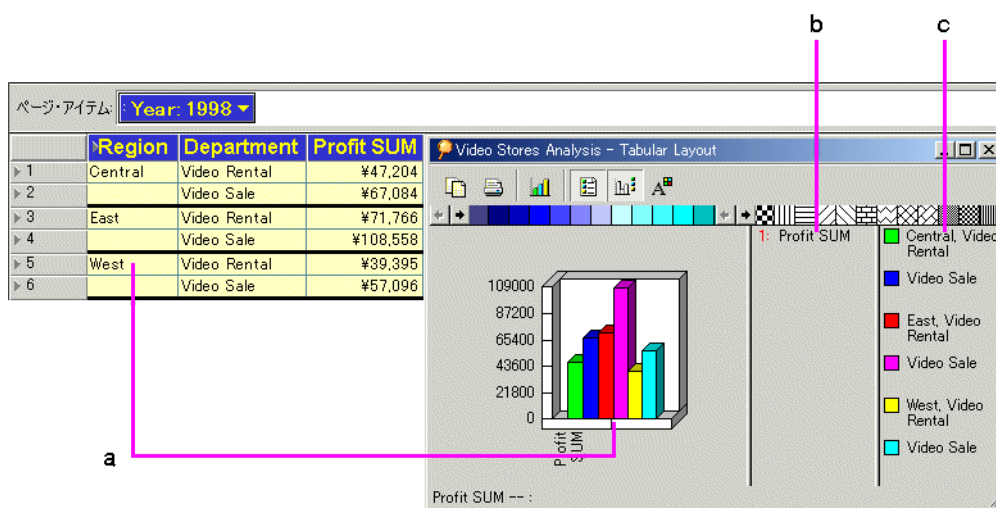 b c
ページ・アイテム: Year: 1998
Region Department Profit SUM
1 Central Video Rental ¥47,204
2 Video Sale ¥67,084
3 East Video Rental ¥71,766
4 Video Sale ¥108,558
5 West Video Rental ¥39,395
6 Video Sale ¥57,096
a
Video Stores Analysis - Tabular Layout
A
109000
87200
65400
43600
21800
0
Profit
SUM
1: Profit SUM
Central, Video
Rental
Video Sale
East, Video
Rental
Video Sale
West, Video
Rental
Video Sale
Profit SUM -- :